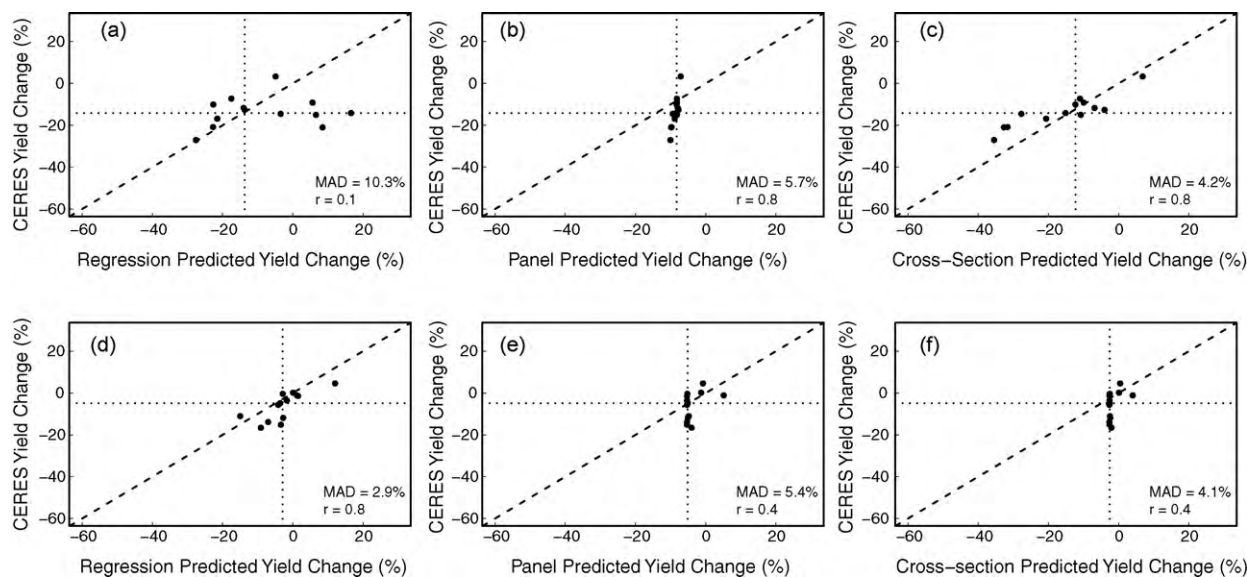 (a)
CERES Yield Change (%)
20
0
−20
−40
−60
MAD = 10.3%
r = 0.1
−60 −40 −20 0 20
Regression Predicted Yield Change (%)
(b)
CERES Yield Change (%)
20
0
−20
−40
−60
MAD = 5.7%
r = 0.8
−60 −40 −20 0 20
Panel Predicted Yield Change (%)
(c)
CERES Yield Change (%)
20
0
−20
−40
−60
MAD = 4.2%
r = 0.8
−60 −40 −20 0 20
Cross−Section Predicted Yield Change (%)
(d)
CERES Yield Change (%)
20
0
−20
−40
−60
MAD = 2.9%
r = 0.8
−60 −40 −20 0 20
Regression Predicted Yield Change (%)
(e)
CERES Yield Change (%)
20
0
−20
−40
−60
MAD = 5.4%
r = 0.4
−60 −40 −20 0 20
Panel Predicted Yield Change (%)
(f)
CERES Yield Change (%)
20
0
−20
−40
−60
MAD = 4.1%
r = 0.4
−60 −40 −20 0 20
Cross−section Predicted Yield Change (%)